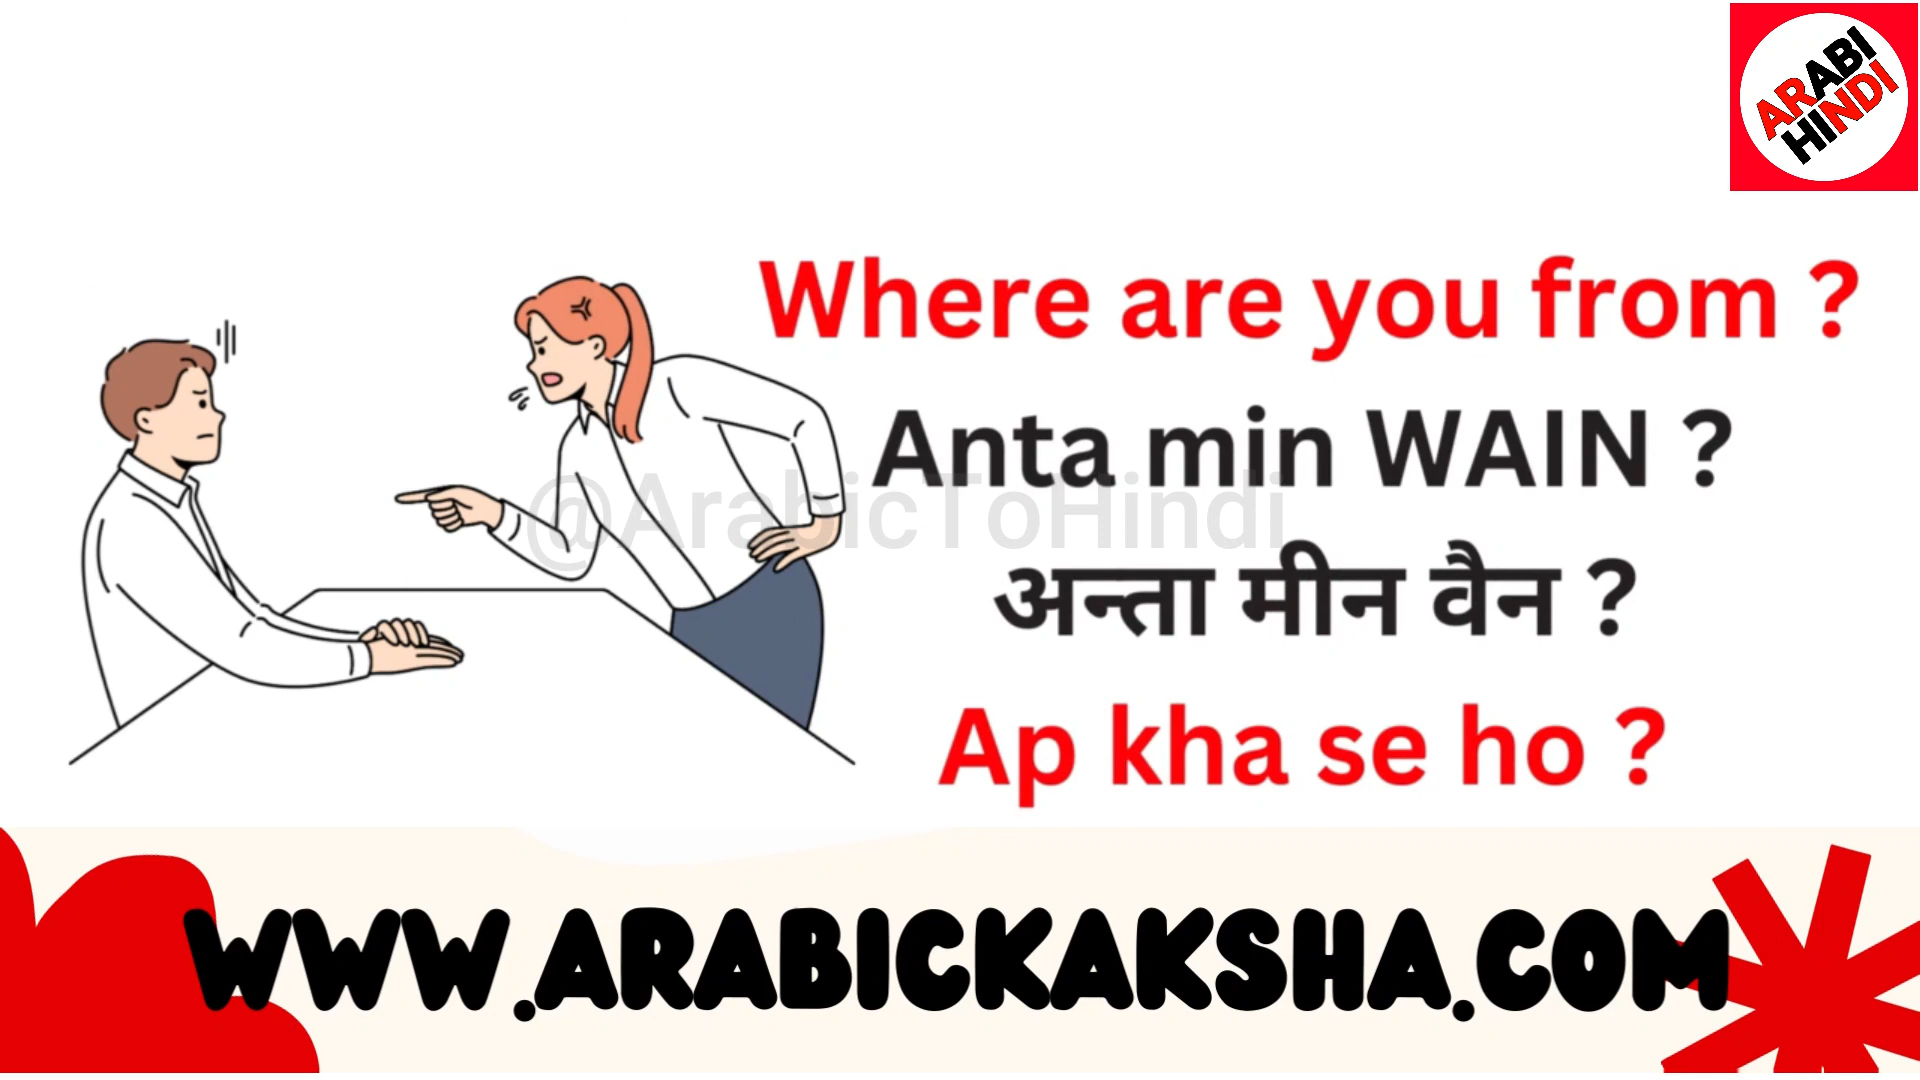 ARABI
HINDI
Where are you from ?
Anta min WAIN ?
@ArabicToHindi
अन्ता मीन वैन ?
Ap kha se ho ?
WWW.ARABICKAKSHA.COM